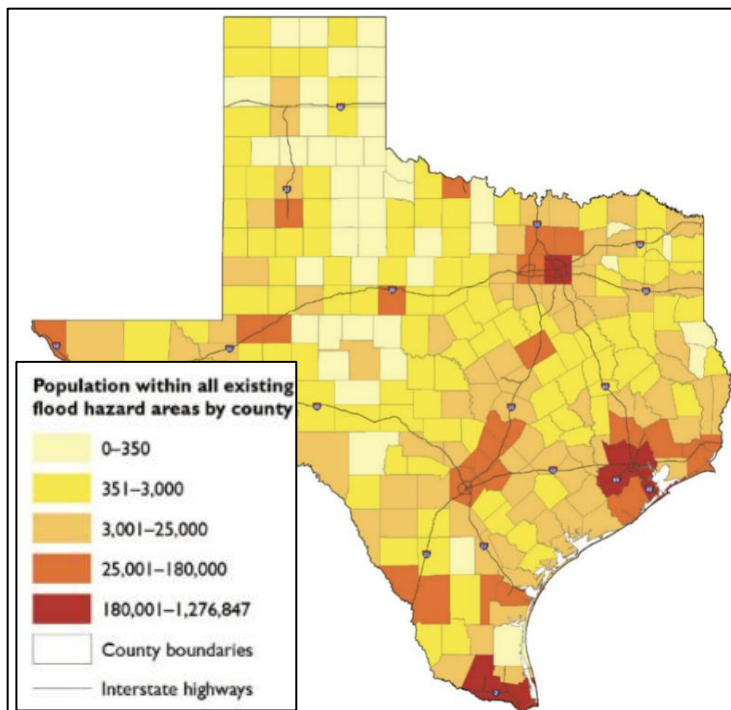 Population within all existing
flood hazard areas by county
0–350
351–3,000
3,001–25,000
25,001–180,000
180,001–1,276,847
County boundaries
Interstate highways